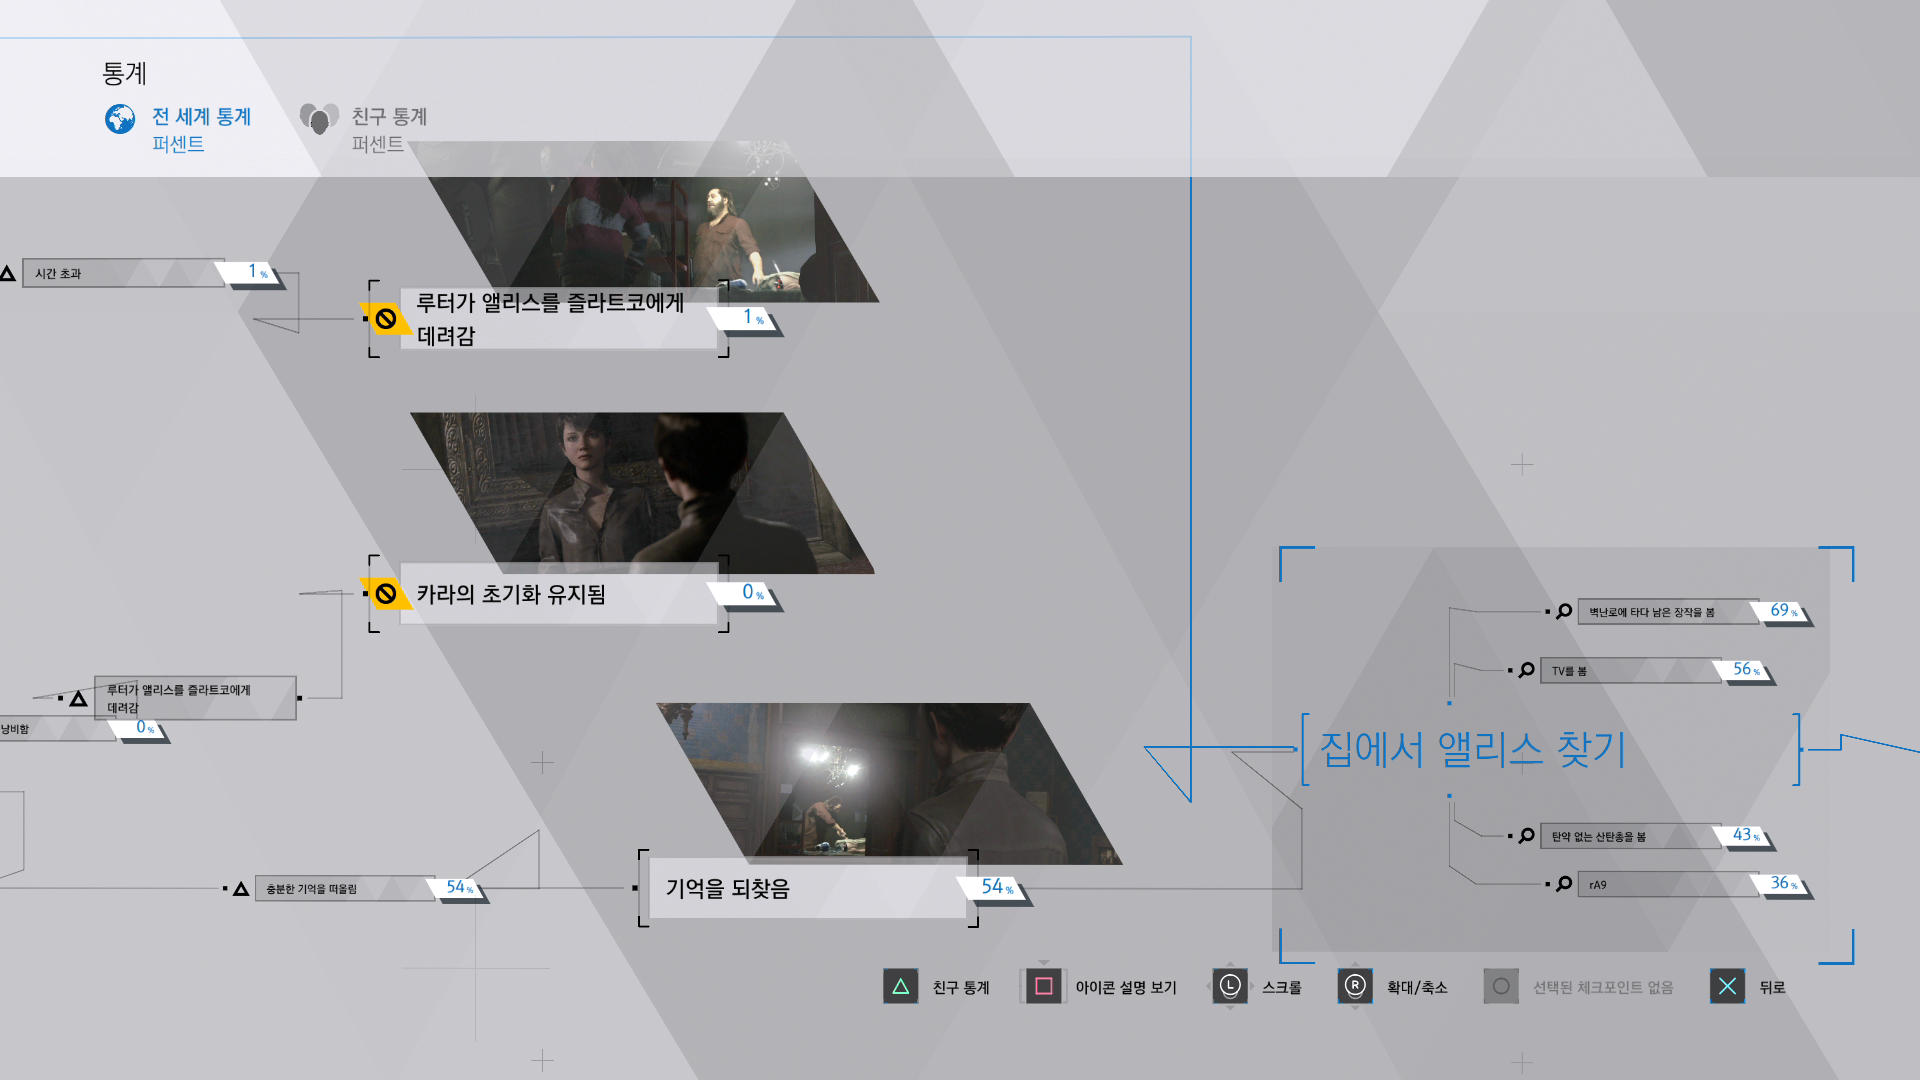 통계
전 세계 통계
퍼센트
친구 통계
퍼센트
시간 초과
1 %
루터가 앨리스를 즐라트코에게
데려감
1 %
카라의 초기화 유지됨
0 %
루터가 앨리스를 즐라트코에게
데려감
낭비함
0 %
충분한 기억을 떠올림
54 %
기억을 되찾음
54 %
벽난로에 타다 남은 장작을 봄
69 %
TV를 봄
56 %
집에서 앨리스 찾기
탄약 없는 산탄총을 봄
43 %
rA9
36 %
친구 통계
아이콘 설명 보기
L
스크롤
R
확대/축소
선택된 체크포인트 없음
뒤로